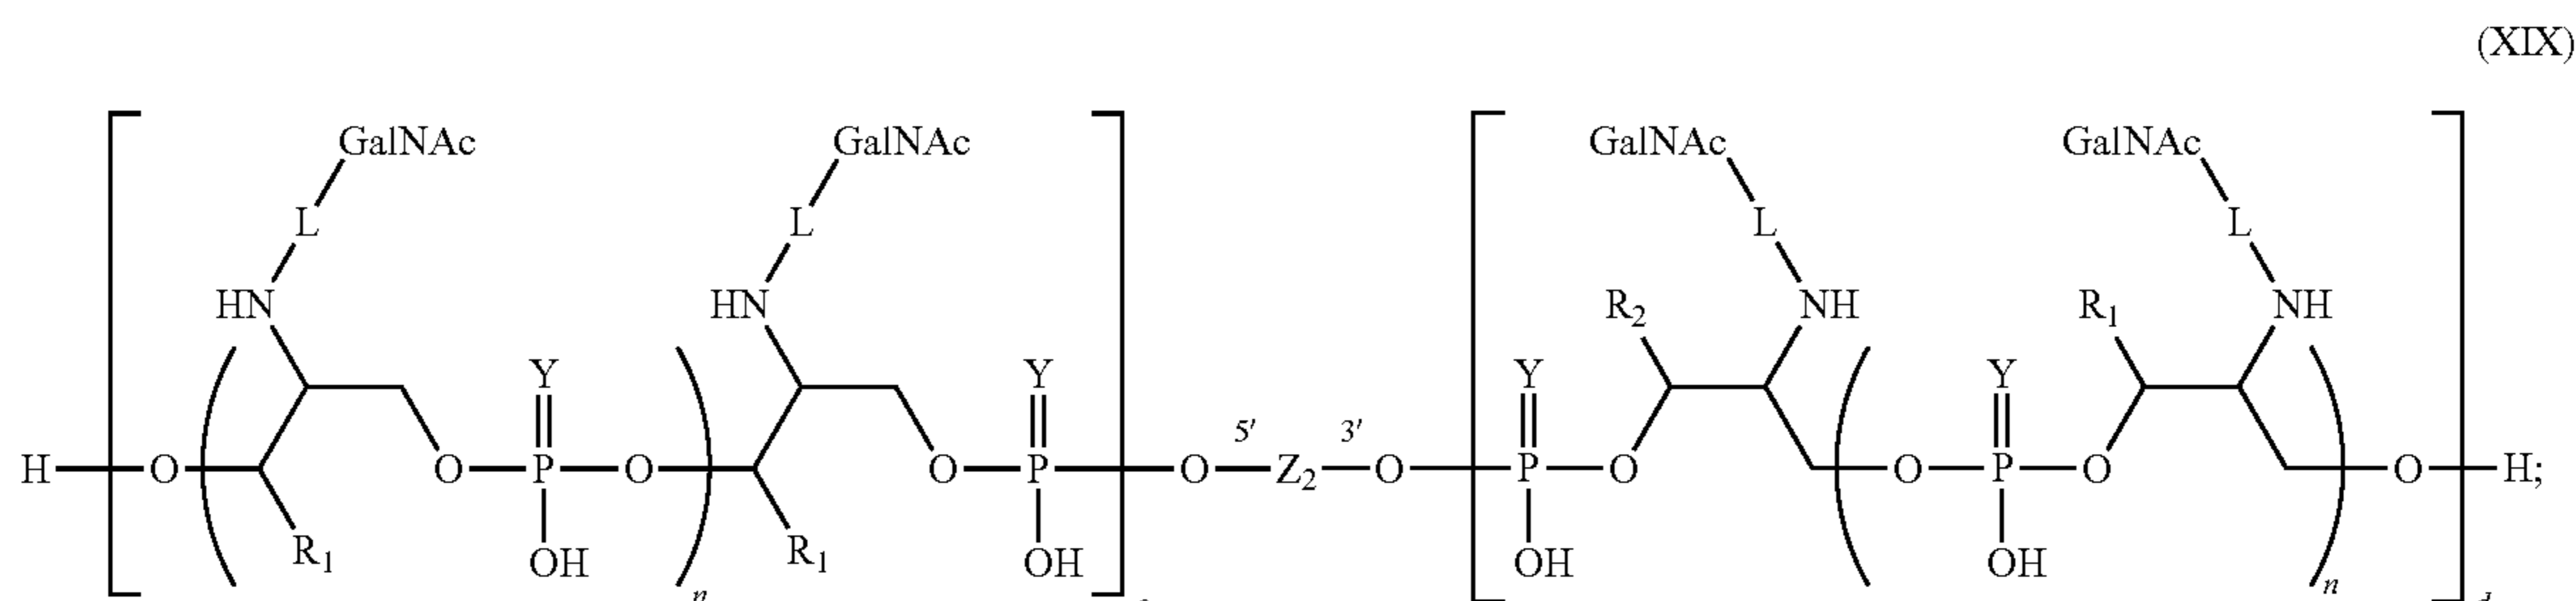 (XIX)
GalNAc GalNAc GalNAc GalNAc
L L L L
HN HN R2 NH R1 NH
Y Y 5′ 3′ Y Y
H O O P O O P O Z2 O P O O P O O H;
R1 OH R1 OH OH OH
n n